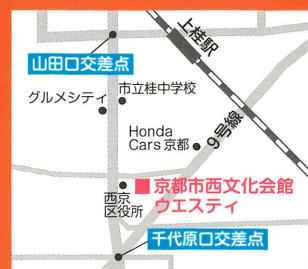 上桂駅
山田口交差点
市立桂中学校
グルメシティ
Honda
Cars 京都
9号線
西京
区役所
■京都市西文化会館
ウエスティ
千代原口交差点